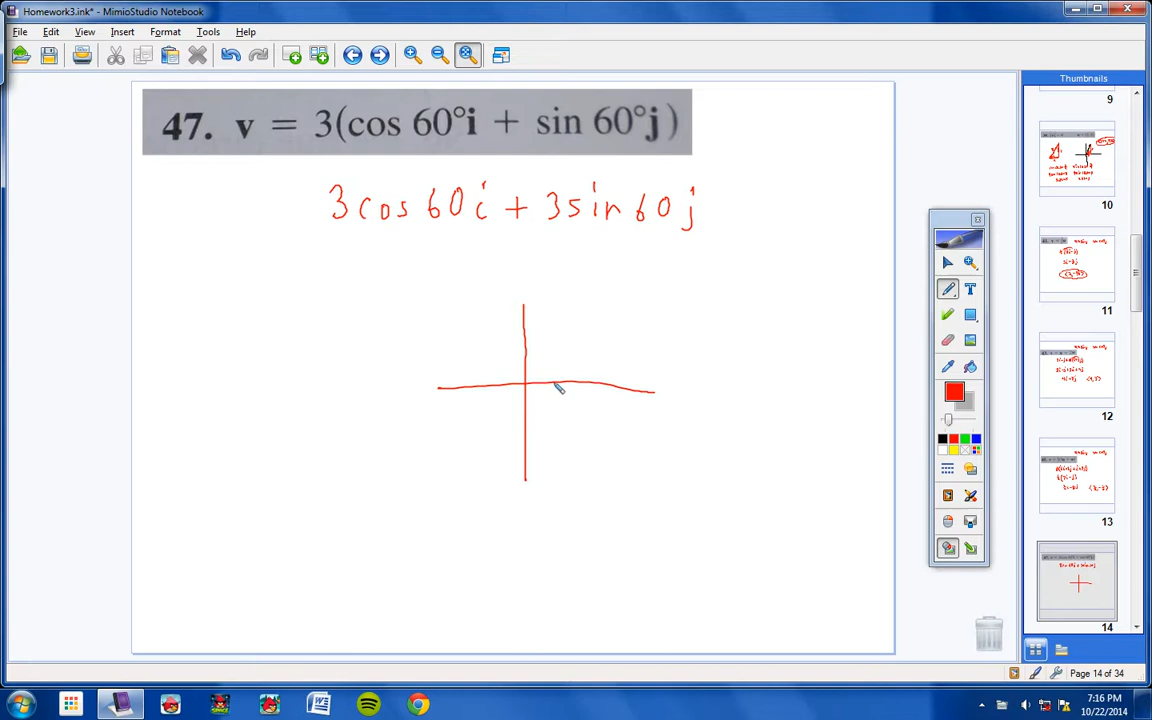 Homework3.ink* - MimioStudio Notebook
File Edit View Insert Format Tools Help
Thumbnails
47. v = 3(cos 60°i + sin 60°j)
3cos 60i + 3sin 60j
9
10
11
12
13
14
Page 14 of 34
7:16 PM
10/22/2014